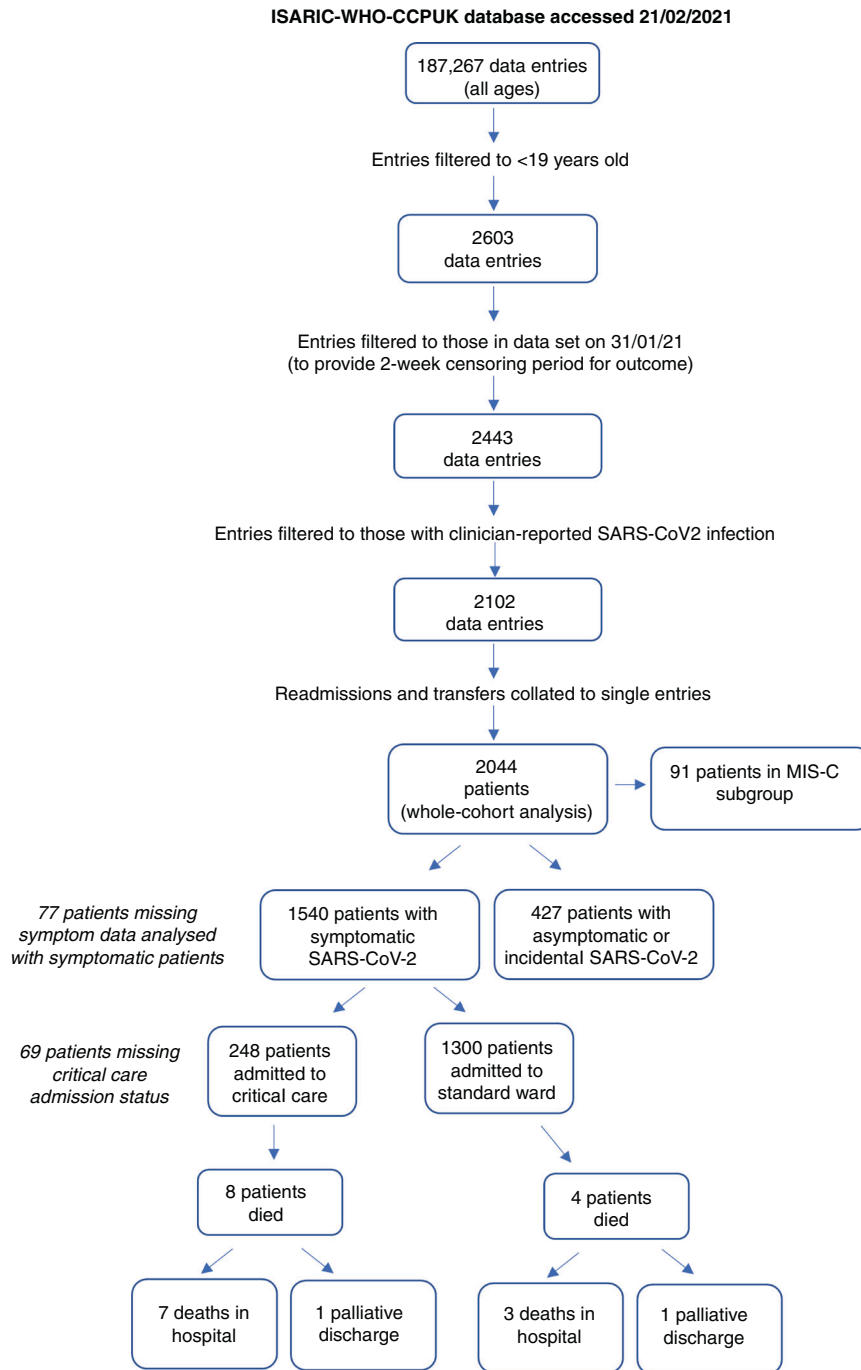 ISARIC-WHO-CCPUK database accessed 21/02/2021
187,267 data entries
(all ages)
Entries filtered to <19 years old
2603
data entries
Entries filtered to those in data set on 31/01/21
(to provide 2-week censoring period for outcome)
2443
data entries
Entries filtered to those with clinician-reported SARS-CoV2 infection
2102
data entries
Readmissions and transfers collated to single entries
2044
patients
(whole-cohort analysis)
91 patients in MIS-C
subgroup
77 patients missing
symptom data analysed
with symptomatic patients
1540 patients with
symptomatic
SARS-CoV-2
427 patients with
asymptomatic or
incidental SARS-CoV-2
69 patients missing
critical care
admission status
248 patients
admitted to
critical care
1300 patients
admitted to
standard ward
8 patients
died
4 patients
died
7 deaths in
hospital
1 palliative
discharge
3 deaths in
hospital
1 palliative
discharge